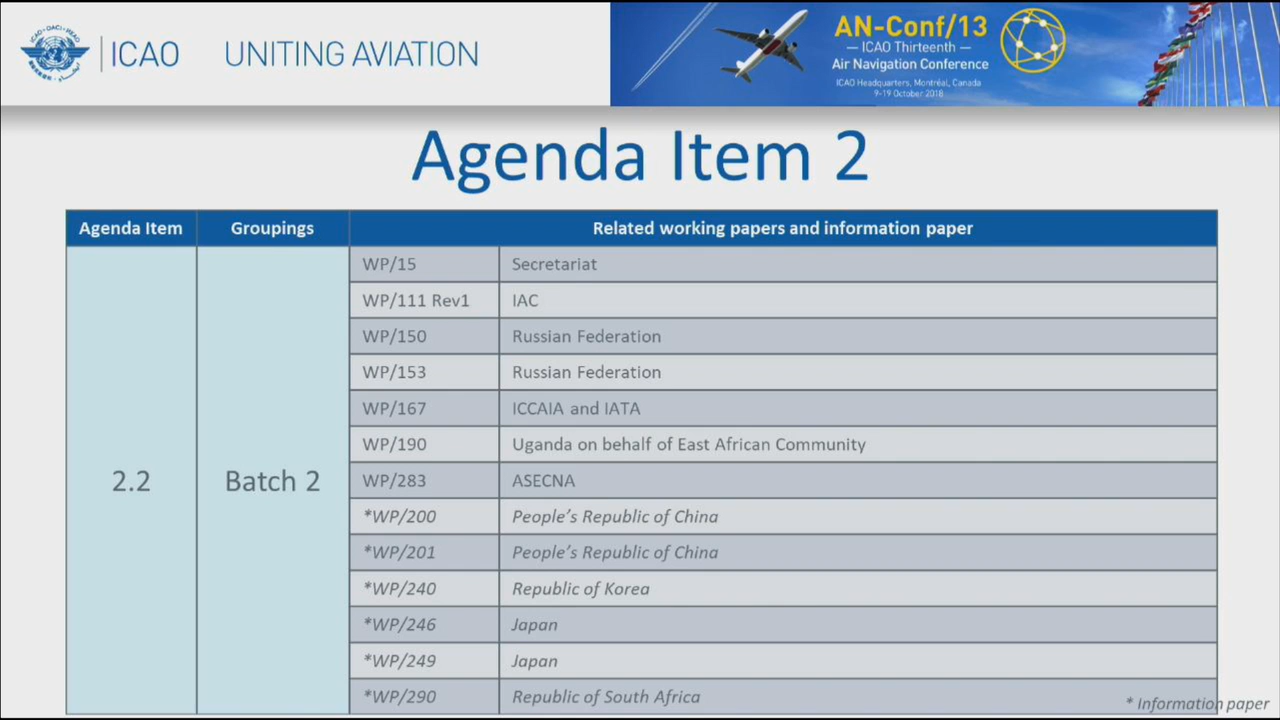 ICAO
UNITING AVIATION
AN-Conf/13
— ICAO Thirteenth —
Air Navigation Conference
ICAO Headquarters, Montréal, Canada
9-19 October 2018
Agenda Item 2
Agenda Item Groupings Related working papers and information paper
WP/15 Secretariat
WP/111 Rev1 IAC
WP/150 Russian Federation
WP/153 Russian Federation
WP/167 ICCAIA and IATA
WP/190 Uganda on behalf of East African Community
2.2 Batch 2 WP/283 ASECNA
*WP/200 People’s Republic of China
*WP/201 People’s Republic of China
*WP/240 Republic of Korea
*WP/246 Japan
*WP/249 Japan
*WP/290 Republic of South Africa
* Information paper